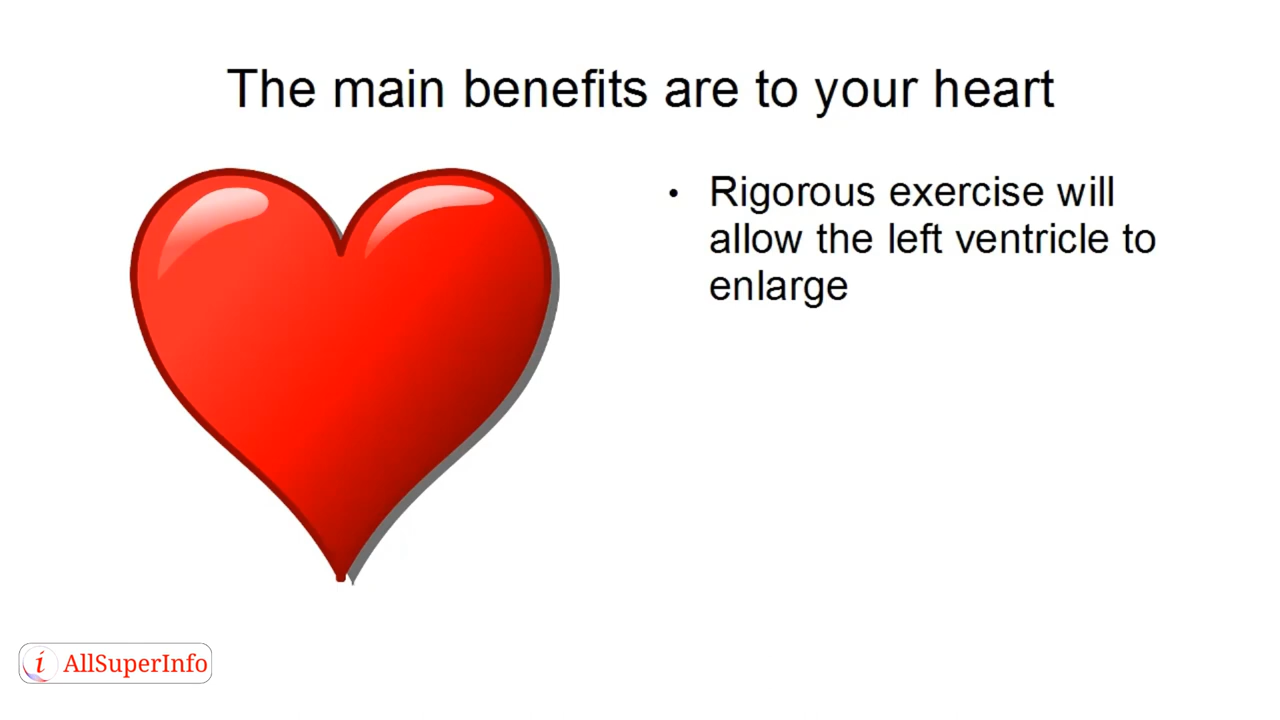 The main benefits are to your heart
• Rigorous exercise will
allow the left ventricle to
enlarge
i AllSuperInfo